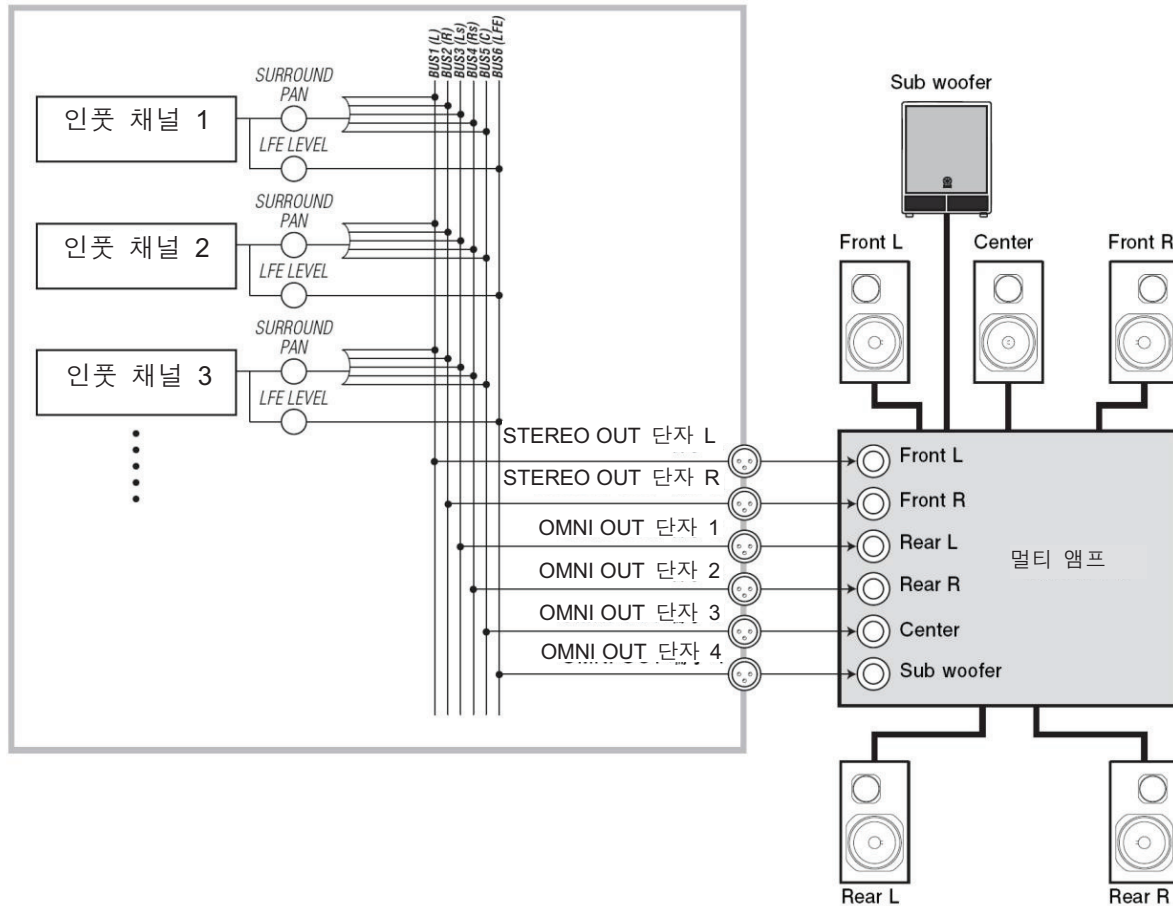 BUS1 (L)
BUS2 (R)
BUS3 (Ls)
BUS4 (Rs)
BUS5 (C)
BUS6 (LFE)
SURROUND
PAN
인풋 채널 1
LFE LEVEL
SURROUND
PAN
인풋 채널 2
LFE LEVEL
SURROUND
PAN
인풋 채널 3
LFE LEVEL
STEREO OUT 단자 L
STEREO OUT 단자 R
OMNI OUT 단자 1
OMNI OUT 단자 2
OMNI OUT 단자 3
OMNI OUT 단자 4
Sub woofer
Front L
Center
Front R
Front L
Front R
Rear L
Rear R
Center
Sub woofer
멀티 앰프
Rear L
Rear R